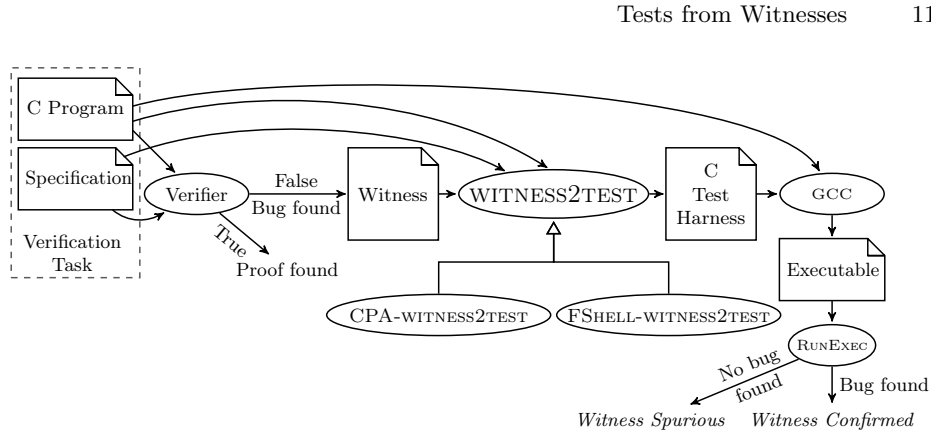 Tests from Witnesses 11
C Program
Specification
Verification
Task
Verifier
False
Bug found
True
Proof found
Witness
WITNESS2TEST
CPA-WITNESS2TEST
FSHELL-WITNESS2TEST
C
Test
Harness
GCC
Executable
RUNEXEC
No bug
found
Bug found
Witness Spurious
Witness Confirmed